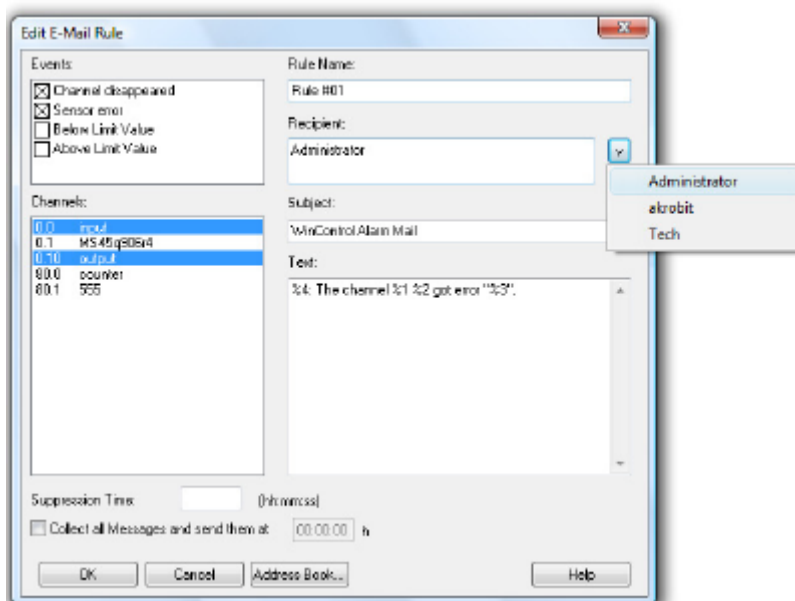 Edit E-Mail Rule
Events:
Channel disappeared
Sensor error
Below Limit Value
Above Limit Value
Rule Name:
Rule #01
Recipient:
Administrator
Administrator
akrobit
Tech
Channels:
0.0 input
0.1 MS45q906r4
0.10 output
80.0 counter
80.1 555
Subject:
WinControl Alarm Mail
Text:
%4: The channel %1 %2 got error "%3".
Suppression Time: (hh:mm:ss)
Collect all Messages and send them at 00:00:00 h
OK Cancel Address Book... Help